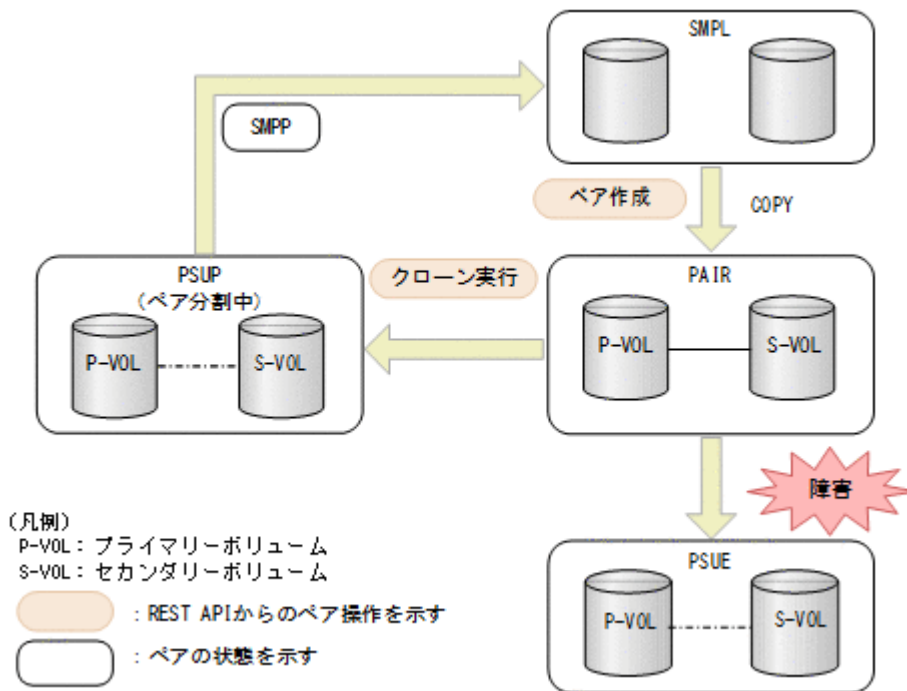 SMPL
SMPP
ペア作成
COPY
PSUP
(ペア分割中)
P-VOL
S-VOL
クローン実行
PAIR
P-VOL
S-VOL
障害
PSUE
P-VOL
S-VOL
(凡例)
P-VOL: プライマリーボリューム
S-VOL: セカンダリーボリューム
: REST APIからのペア操作を示す
: ペアの状態を示す